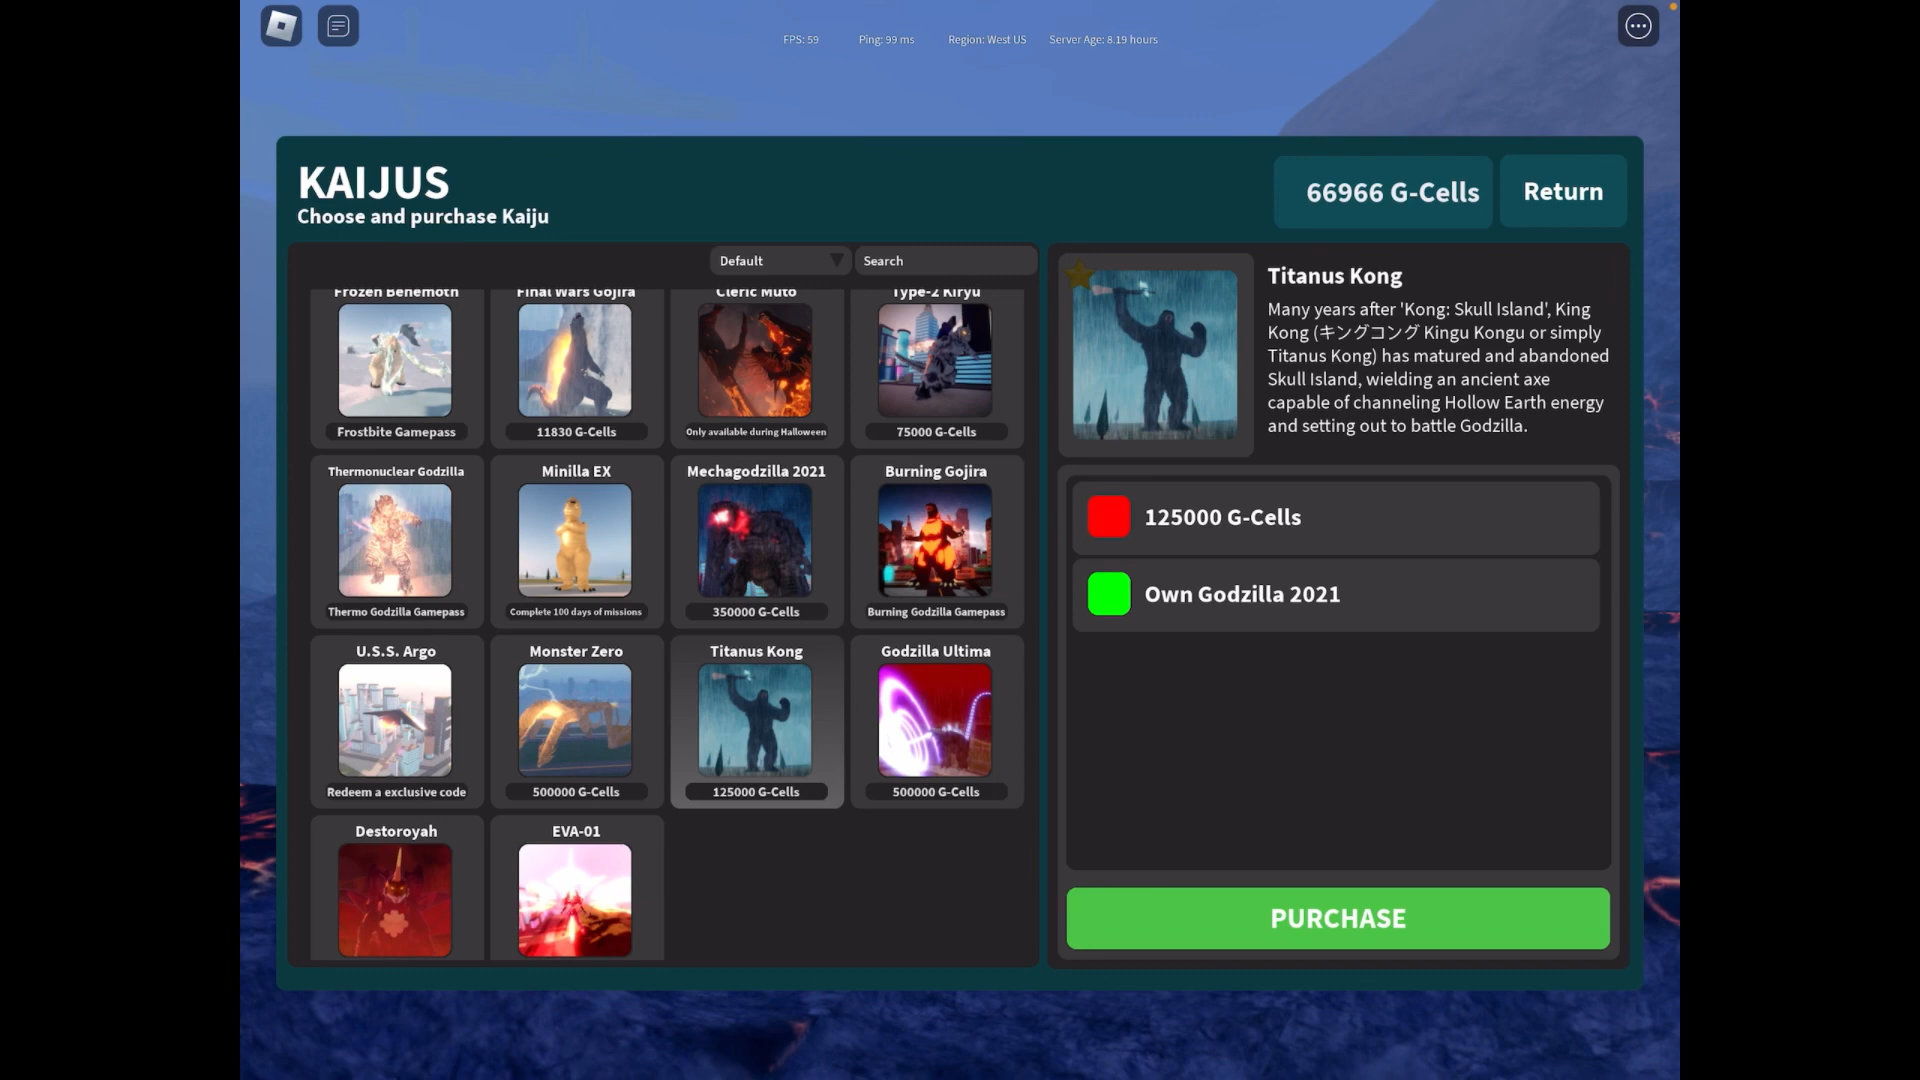 FPS: 59
Ping: 99 ms
Region: West US
Server Age: 8.19 hours
KAIJUS
Choose and purchase Kaiju
66966 G-Cells
Return
Default
Search
Frozen Behemoth
Final Wars Gojira
Cleric Muto
Type-2 Kiryu
Frostbite Gamepass
11830 G-Cells
Only available during Halloween
75000 G-Cells
Thermonuclear Godzilla
Minilla EX
Mechagodzilla 2021
Burning Gojira
Thermo Godzilla Gamepass
Complete 100 days of missions
350000 G-Cells
Burning Godzilla Gamepass
U.S.S. Argo
Monster Zero
Titanus Kong
Godzilla Ultima
Redeem a exclusive code
500000 G-Cells
125000 G-Cells
500000 G-Cells
Destoroyah
EVA-01
Titanus Kong
Many years after 'Kong: Skull Island', King
Kong (キングコング Kingu Kongu or simply
Titanus Kong) has matured and abandoned
Skull Island, wielding an ancient axe
capable of channeling Hollow Earth energy
and setting out to battle Godzilla.
125000 G-Cells
Own Godzilla 2021
PURCHASE